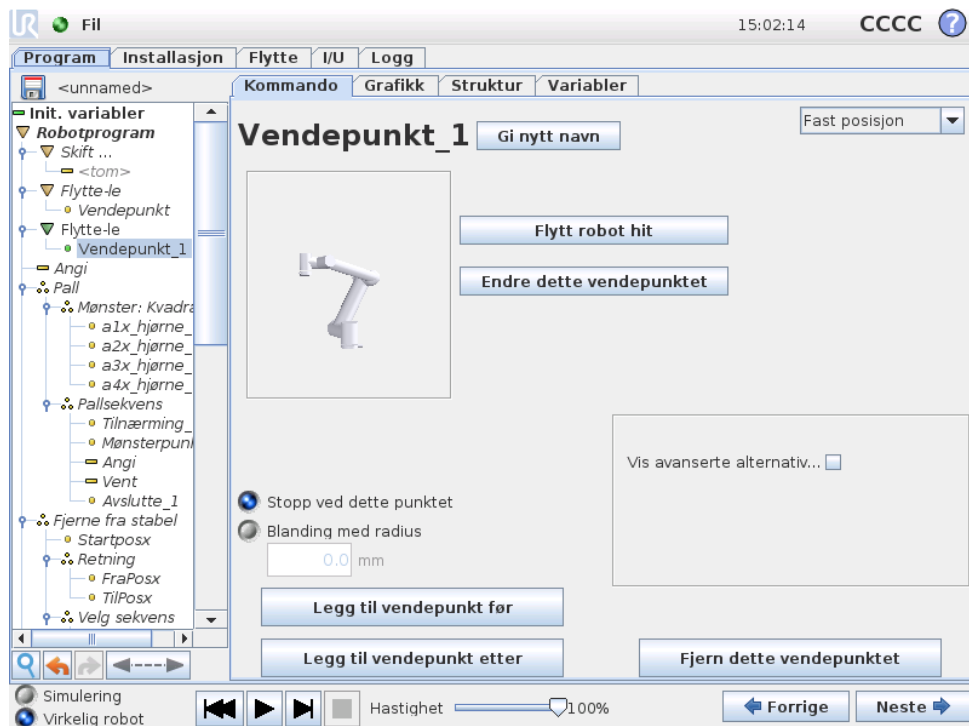 UR Fil 15:02:14 CCCC ?
Program Installasjon Flytte I/U Logg
<unnamed>
Kommando Grafikk Struktur Variabler
Init. variabler
Robotprogram
Skift ...
<tom>
Flytte-le
Vendepunkt
Flytte-le
Vendepunkt_1
Angi
Pall
Mønster: Kvadra
a1x_hjørne_
a2x_hjørne_
a3x_hjørne_
a4x_hjørne_
Pallsekvens
Tilnærming_
Mønsterpunl
Angi
Vent
Avslutte_1
Fjerne fra stabel
Startposx
Retning
FraPosx
TilPosx
Velg sekvens
Vendepunkt_1
Gi nytt navn
Fast posisjon
Flytt robot hit
Endre dette vendepunktet
Vis avanserte alternativ...
Stopp ved dette punktet
Blanding med radius
0.0 mm
Legg til vendepunkt før
Legg til vendepunkt etter
Fjern dette vendepunktet
Simulering
Virkelig robot
Hastighet 100%
Forrige
Neste